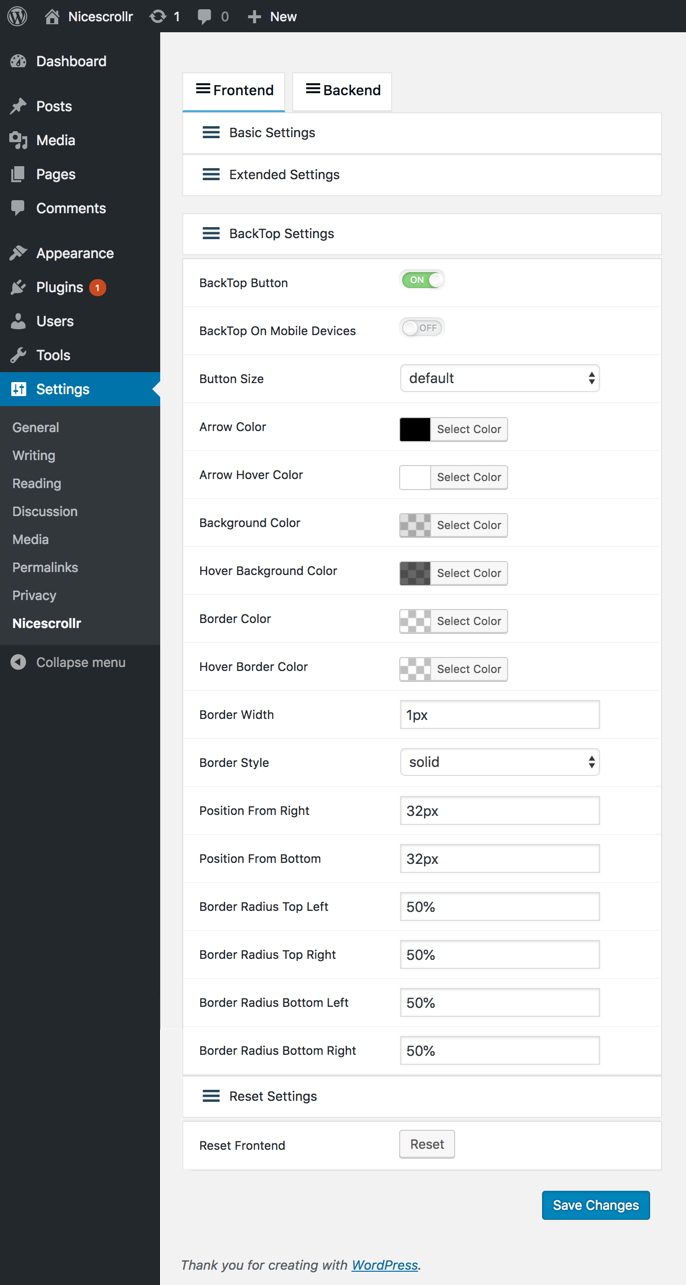 Nicescrollr 1 0 New
Dashboard
Posts
Media
Pages
Comments
Appearance
Plugins 1
Users
Tools
Settings
General
Writing
Reading
Discussion
Media
Permalinks
Privacy
Nicescrollr
Collapse menu
Frontend Backend
Basic Settings
Extended Settings
BackTop Settings
BackTop Button ON
BackTop On Mobile Devices OFF
Button Size default
Arrow Color Select Color
Arrow Hover Color Select Color
Background Color Select Color
Hover Background Color Select Color
Border Color Select Color
Hover Border Color Select Color
Border Width 1px
Border Style solid
Position From Right 32px
Position From Bottom 32px
Border Radius Top Left 50%
Border Radius Top Right 50%
Border Radius Bottom Left 50%
Border Radius Bottom Right 50%
Reset Settings
Reset Frontend Reset
Save Changes
Thank you for creating with WordPress.